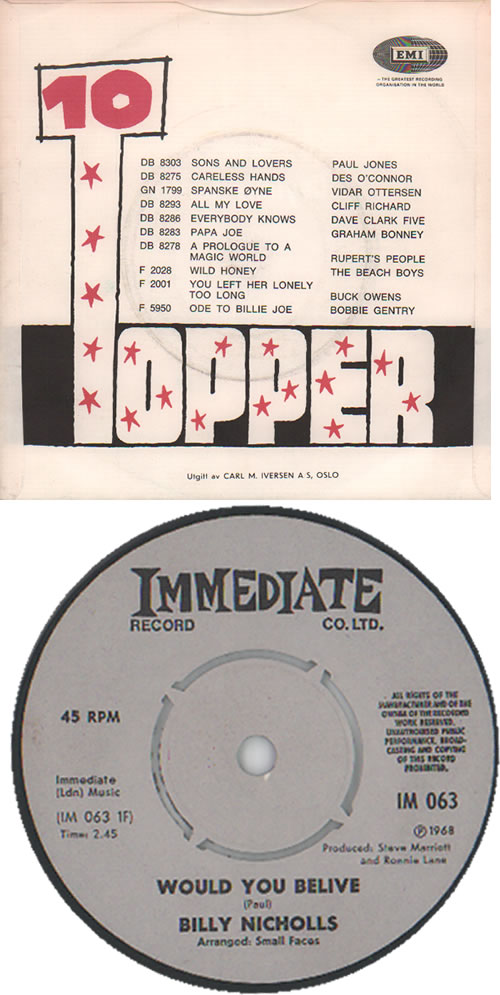 10
TOPPER
EMI
— THE GREATEST RECORDING
ORGANISATION IN THE WORLD
DB 8303 SONS AND LOVERS PAUL JONES
DB 8275 CARELESS HANDS DES O'CONNOR
GN 1799 SPANSKE ØYNE VIDAR OTTERSEN
DB 8293 ALL MY LOVE CLIFF RICHARD
DB 8286 EVERYBODY KNOWS DAVE CLARK FIVE
DB 8283 PAPA JOE GRAHAM BONNEY
DB 8278 A PROLOGUE TO A
MAGIC WORLD RUPERT'S PEOPLE
F 2028 WILD HONEY THE BEACH BOYS
F 2001 YOU LEFT HER LONELY
TOO LONG BUCK OWENS
F 5950 ODE TO BILLIE JOE BOBBIE GENTRY
Utgitt av CARL M. IVERSEN A/S, OSLO
IMMEDIATE
RECORD CO. LTD.
45 RPM
ALL RIGHTS OF THE
MANUFACTURER AND OF THE
OWNER OF THE RECORDED
WORK RESERVED.
UNAUTHORISED PUBLIC
PERFORMANCE, BROAD-
CASTING AND COPYING
OF THIS RECORD
PROHIBITED.
Immediate
(Ldn) Music
(IM 063 1F)
Time: 2.45
IM 063
℗ 1968
Produced: Steve Marriott
and Ronnie Lane
WOULD YOU BELIVE
(Paul)
BILLY NICHOLLS
Arranged: Small Faces